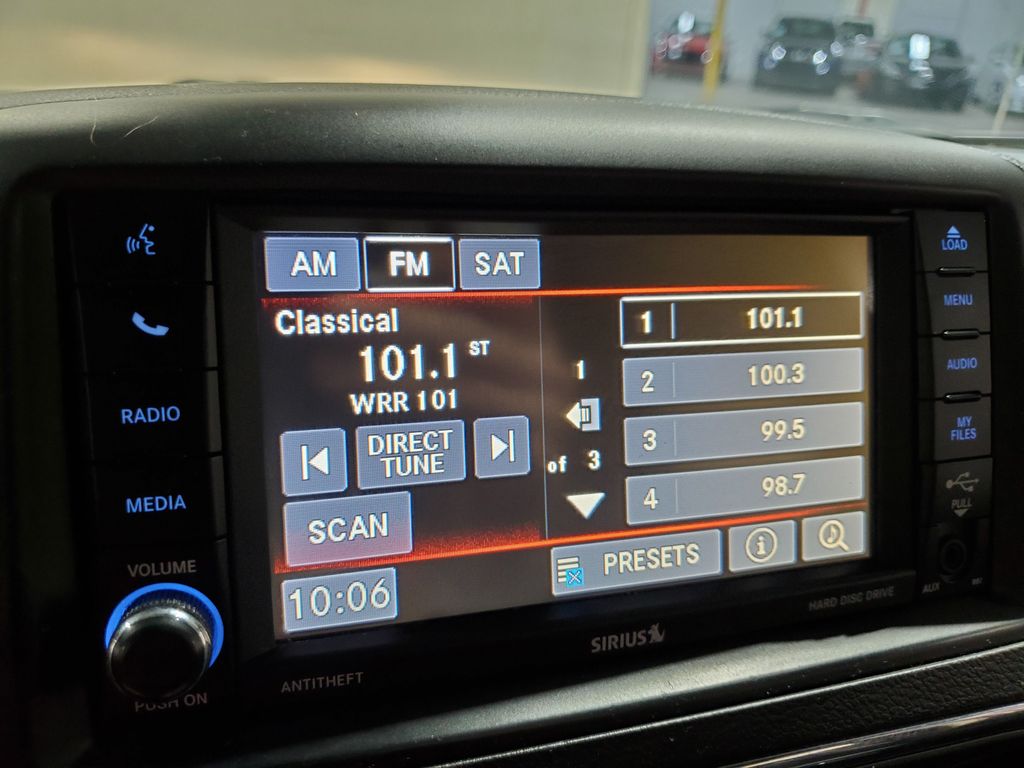 AM FM SAT
Classical
101.1 ST
WRR 101
DIRECT
TUNE
SCAN
10:06
1
of 3
1 101.1
2 100.3
3 99.5
4 98.7
PRESETS
RADIO
MEDIA
VOLUME
PUSH ON
ANTITHEFT
SIRIUS
HARD DISC DRIVE
LOAD
MENU
AUDIO
MY
FILES
PULL
AUX